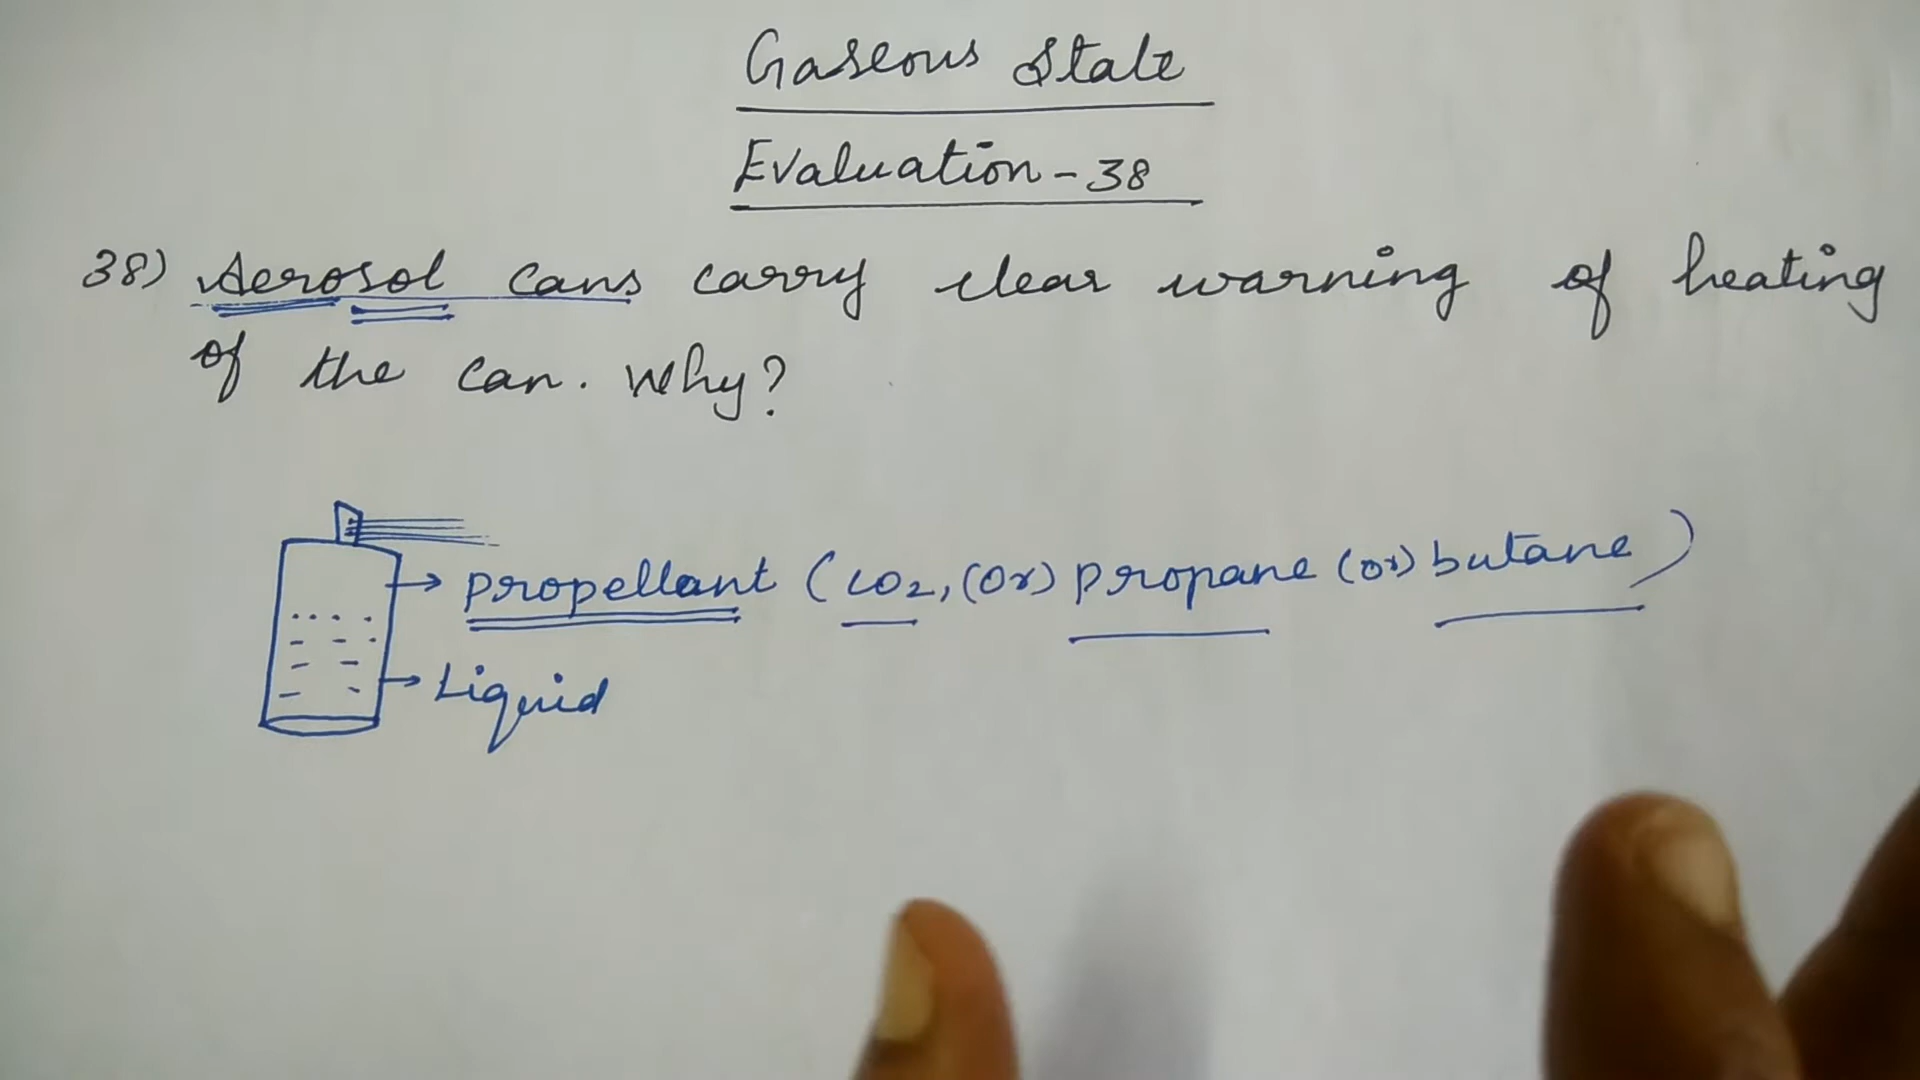 Gaseous State
Evaluation - 38
38) Aerosol cans carry clear warning of heating
of the can. Why?
→ propellant (CO2, (Or) propane (or) butane)
→ Liquid